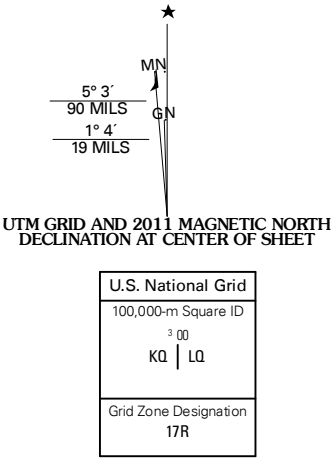 MN
5° 3´
90 MILS
GN
1° 4´
19 MILS
UTM GRID AND 2011 MAGNETIC NORTH
DECLINATION AT CENTER OF SHEET
U.S. National Grid
100,000-m Square ID
3 00
KQ LQ
Grid Zone Designation
17R